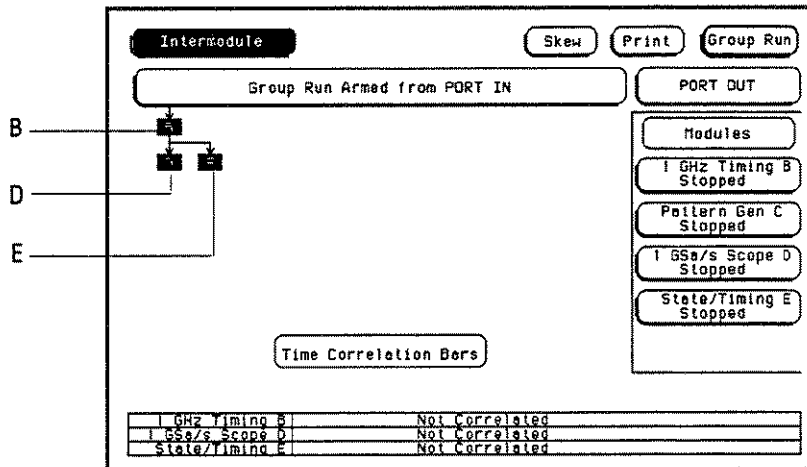 Intermodule
Skew
Print
Group Run
Group Run Armed from PORT IN
PORT OUT
B
D
E
Modules
1 GHz Timing B
Stopped
Pattern Gen C
Stopped
1 GSa/s Scope D
Stopped
State/Timing E
Stopped
Time Correlation Bars
1 GHz Timing B Not Correlated
1 GSa/s Scope D Not Correlated
State/Timing E Not Correlated